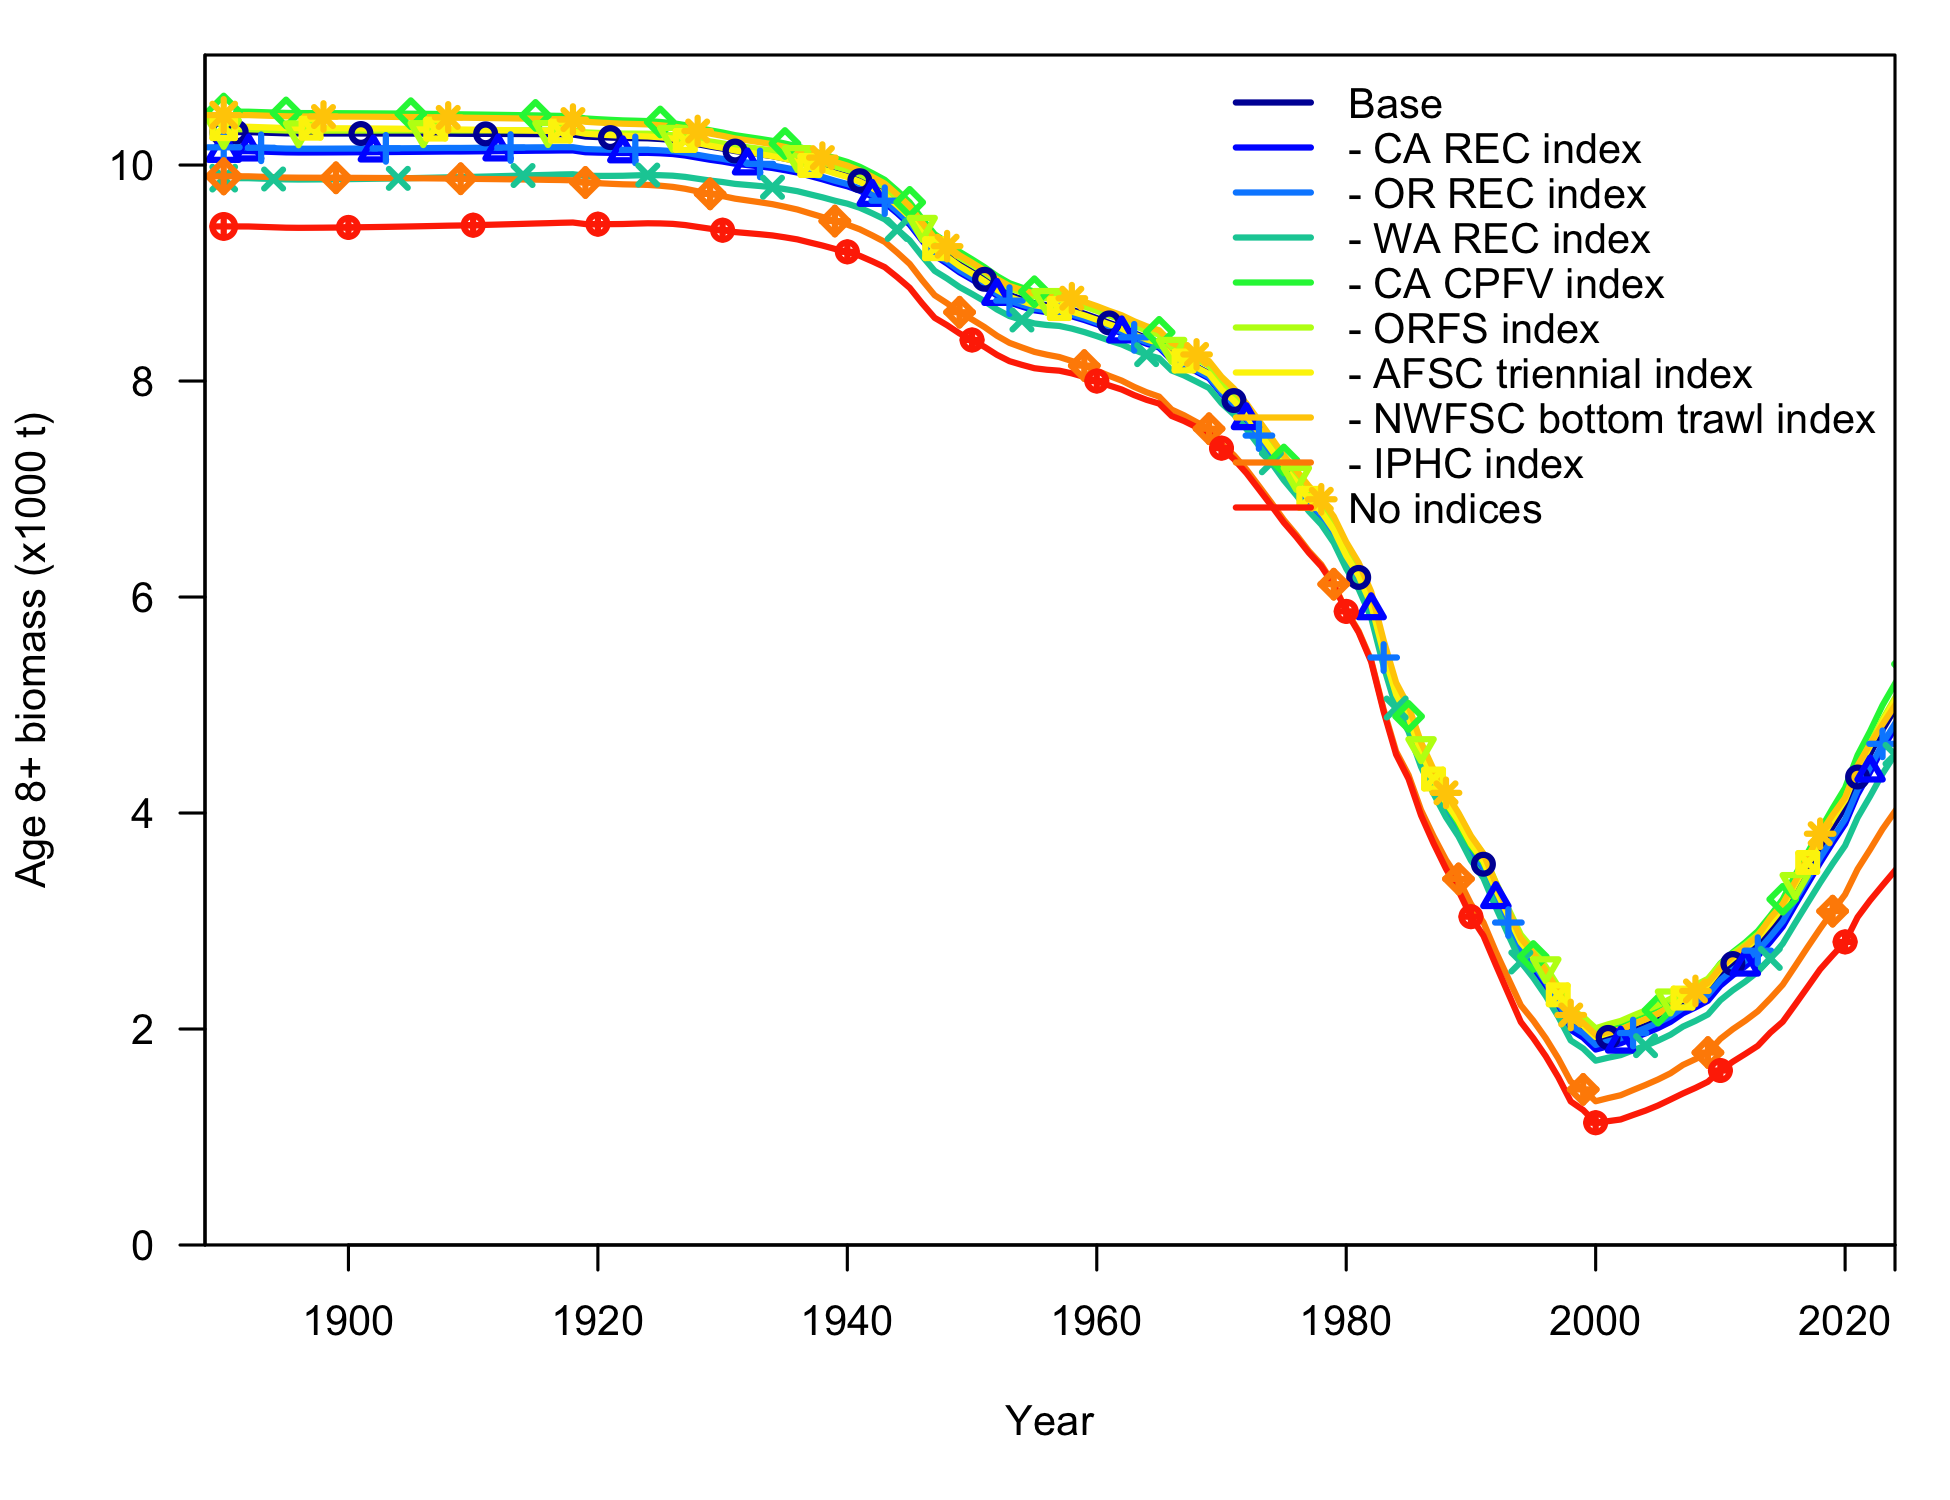 Base
- CA REC index
- OR REC index
- WA REC index
- CA CPFV index
- ORFS index
- AFSC triennial index
- NWFSC bottom trawl index
- IPHC index
No indices
Age 8+ biomass (x1000 t)
10
8
6
4
2
0
1900 1920 1940 1960 1980 2000 2020
Year